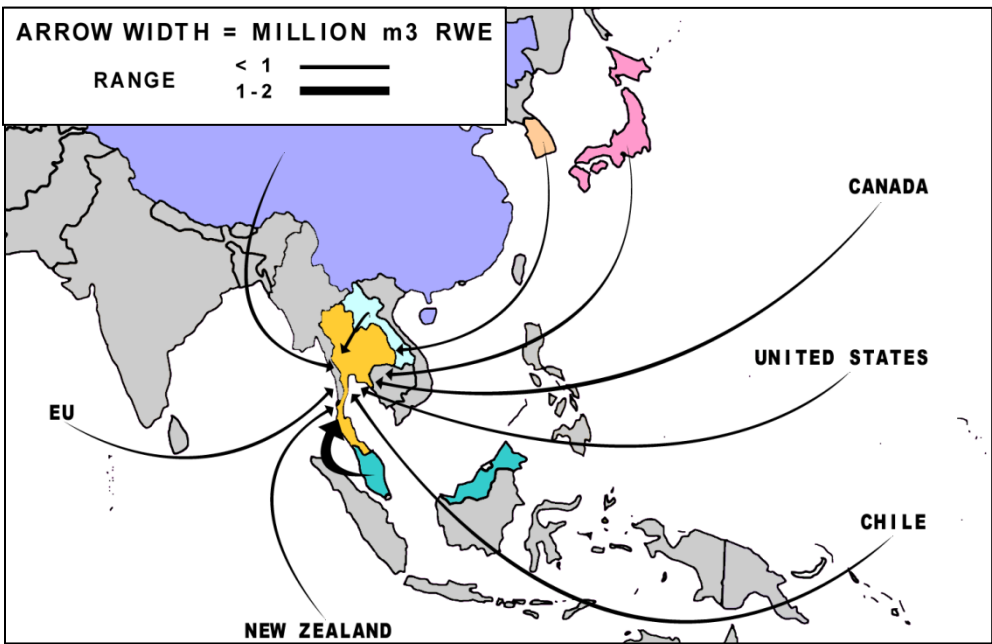 ARROW WIDTH = MILLION m3 RWE
RANGE
< 1
1-2
CANADA
UNITED STATES
EU
CHILE
NEW ZEALAND